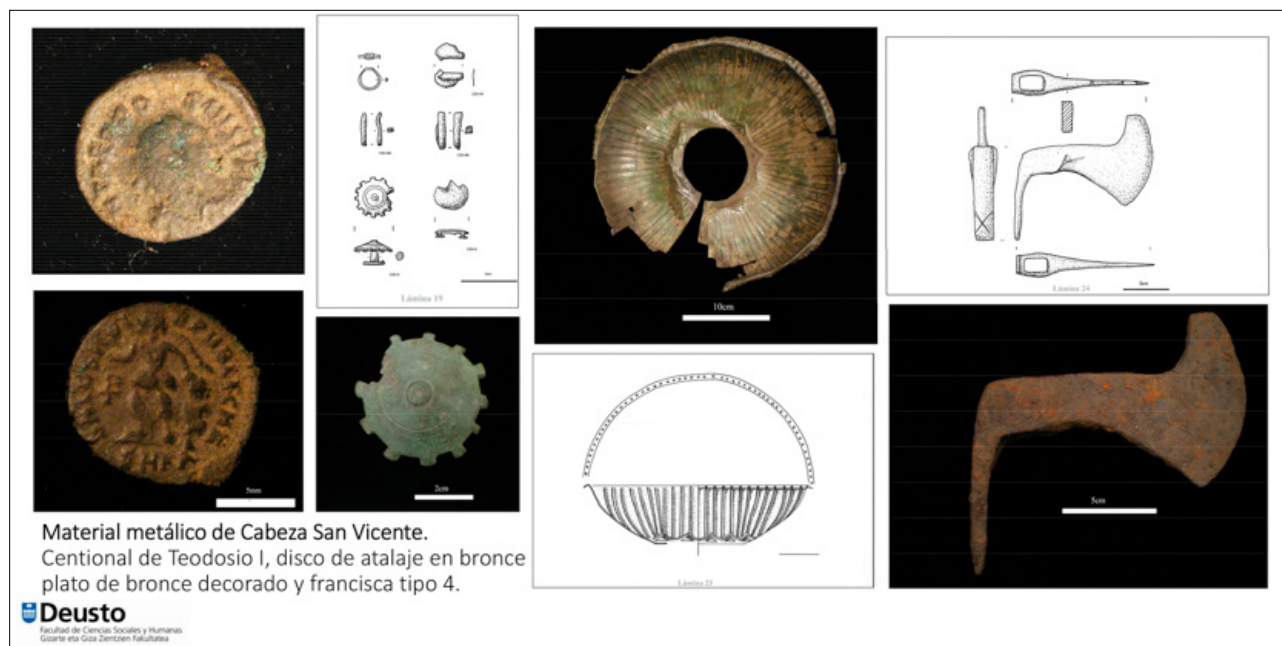 Lámina 19
10cm
Lámina 24
5mm
2cm
Lámina 23
5cm
Material metálico de Cabeza San Vicente.
Centional de Teodosio I, disco de atalaje en bronce
plato de bronce decorado y francisca tipo 4.
Deusto
Facultad de Ciencias Sociales y Humanas
Gizarte eta Giza Zientzien Fakultatea